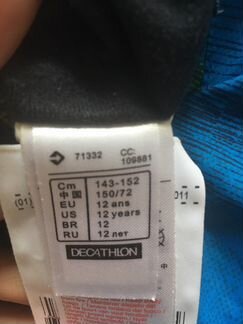 71332 CC:
109881
Cm 143-152
中国 150/72
EU 12 ans
US 12 years
BR 12
RU 12 лет
DECATHLON
011